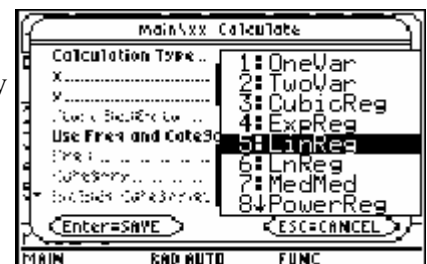 main\xx Calculate
Calculation Type..
x
y
Use Freq and Catego
1:OneVar
2:TwoVar
3:CubicReg
4:ExpReg
5:LinReg
6:LnReg
7:MedMed
8↓PowerReg
Enter=SAVE
ESC=CANCEL
MAIN RAD AUTO FUNC